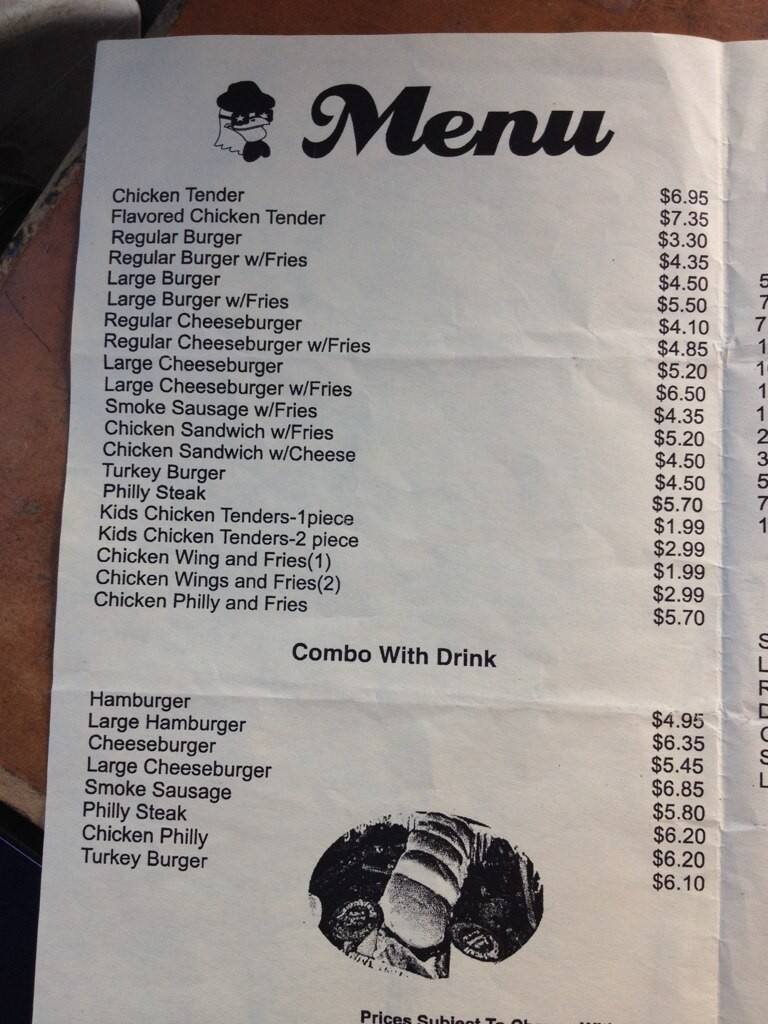 Menu
Chicken Tender $6.95
Flavored Chicken Tender $7.35
Regular Burger $3.30
Regular Burger w/Fries $4.35
Large Burger $4.50
Large Burger w/Fries $5.50
Regular Cheeseburger $4.10
Regular Cheeseburger w/Fries $4.85
Large Cheeseburger $5.20
Large Cheeseburger w/Fries $6.50
Smoke Sausage w/Fries $4.35
Chicken Sandwich w/Fries $5.20
Chicken Sandwich w/Cheese $4.50
Turkey Burger $4.50
Philly Steak $5.70
Kids Chicken Tenders-1piece $1.99
Kids Chicken Tenders-2 piece $2.99
Chicken Wing and Fries(1) $1.99
Chicken Wings and Fries(2) $2.99
Chicken Philly and Fries $5.70
Combo With Drink
Hamburger $4.95
Large Hamburger $6.35
Cheeseburger $5.45
Large Cheeseburger $6.85
Smoke Sausage $5.80
Philly Steak $6.20
Chicken Philly $6.20
Turkey Burger $6.10
Prices Subject To